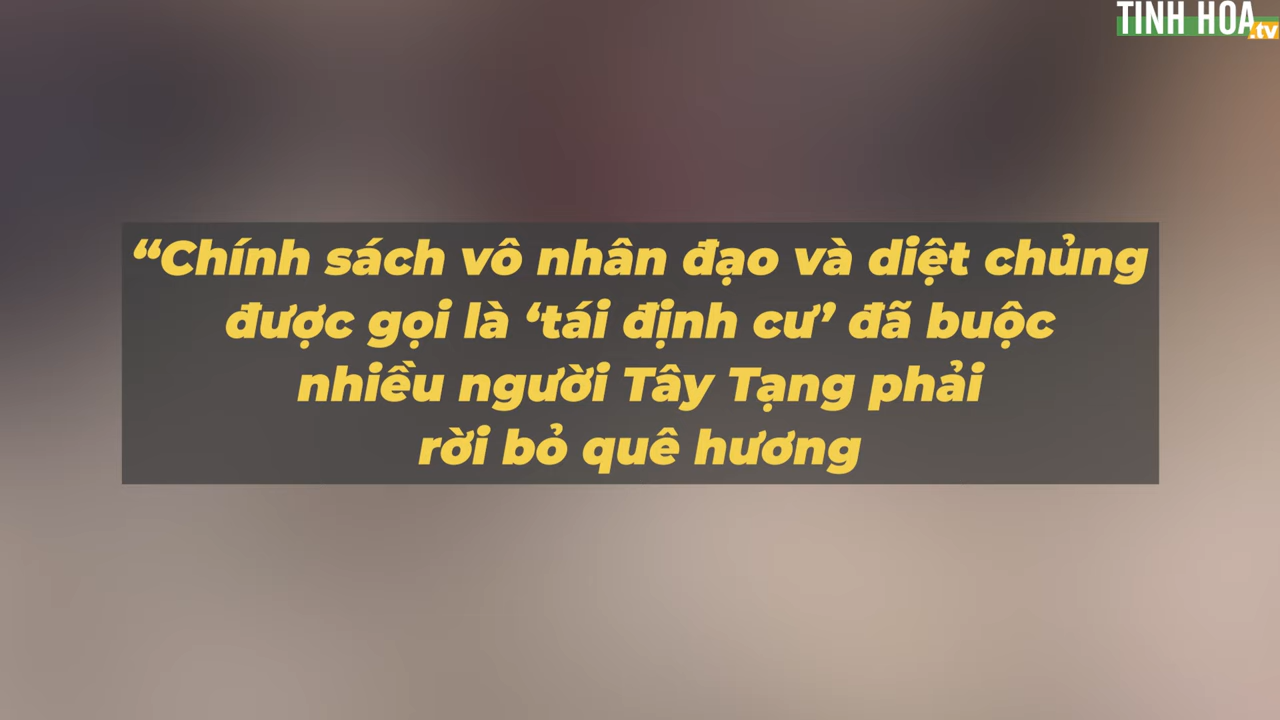 TINH HOA
.tv
“Chính sách vô nhân đạo và diệt chủng
được gọi là ‘tái định cư’ đã buộc
nhiều người Tây Tạng phải
rời bỏ quê hương